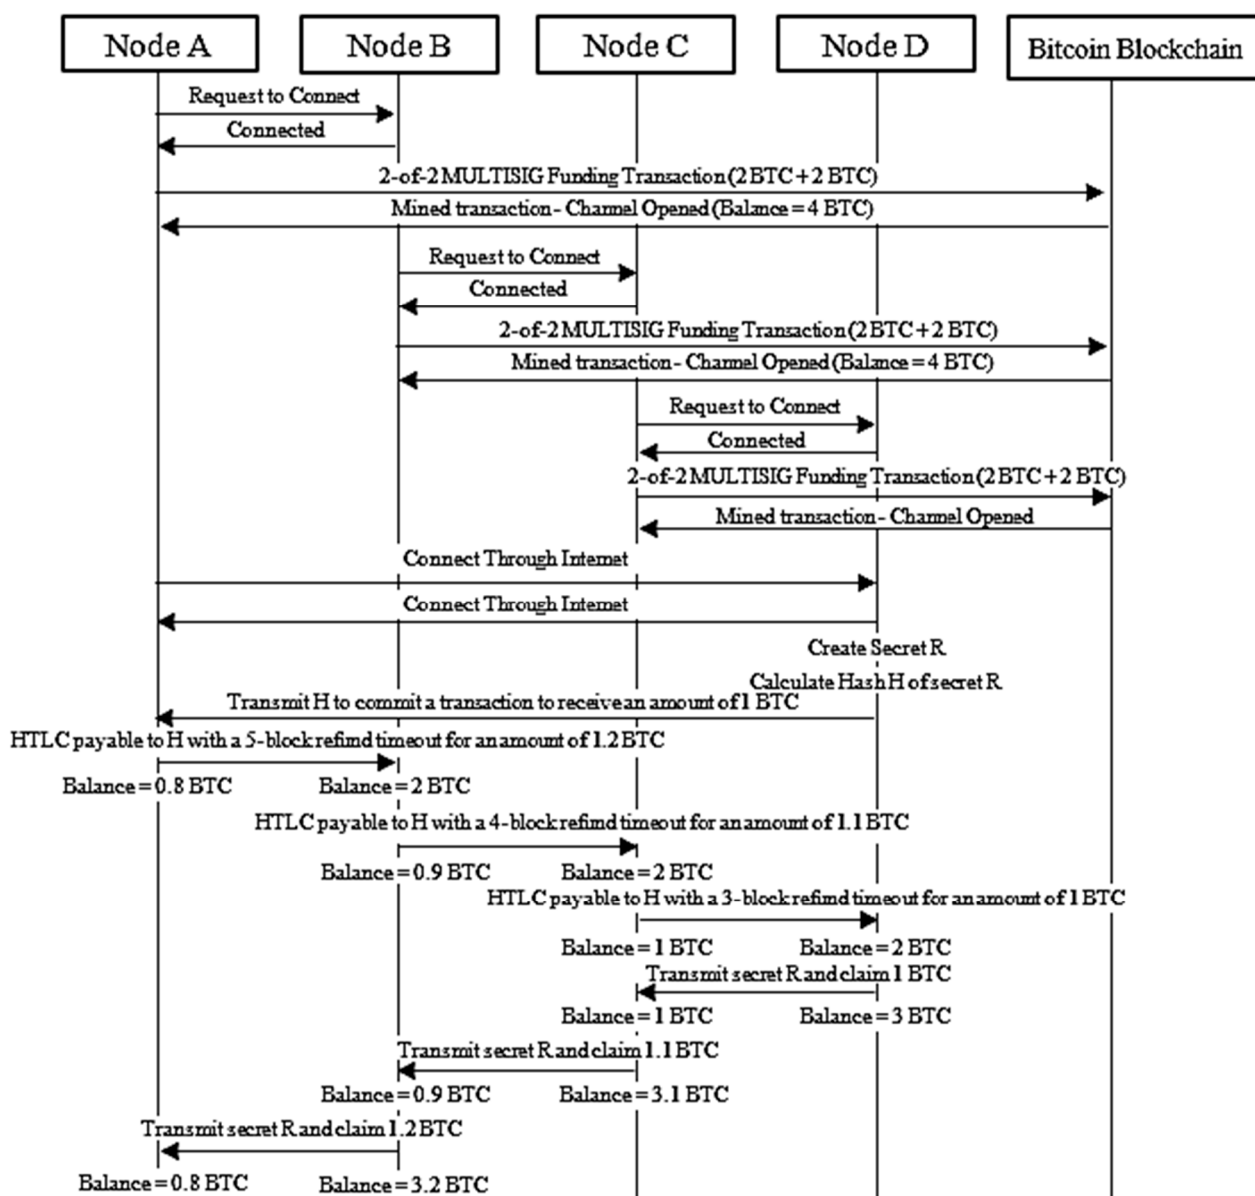 Node A
Node B
Node C
Node D
Bitcoin Blockchain
Request to Connect
Connected
2-of-2 MULTISIG Funding Transaction (2 BTC + 2 BTC)
Mined transaction - Channel Opened (Balance = 4 BTC)
Request to Connect
Connected
2-of-2 MULTISIG Funding Transaction (2 BTC + 2 BTC)
Mined transaction - Channel Opened (Balance = 4 BTC)
Request to Connect
Connected
2-of-2 MULTISIG Funding Transaction (2 BTC + 2 BTC)
Mined transaction - Channel Opened
Connect Through Internet
Connect Through Internet
Create Secret R
Calculate Hash H of secret R
Transmit H to commit a transaction to receive an amount of 1 BTC
HTLC payable to H with a 5-block refund timeout for an amount of 1.2 BTC
Balance = 0.8 BTC
Balance = 2 BTC
HTLC payable to H with a 4-block refund timeout for an amount of 1.1 BTC
Balance = 0.9 BTC
Balance = 2 BTC
HTLC payable to H with a 3-block refund timeout for an amount of 1 BTC
Balance = 1 BTC
Balance = 2 BTC
Transmit secret R and claim 1 BTC
Balance = 1 BTC
Balance = 3 BTC
Transmit secret R and claim 1.1 BTC
Balance = 0.9 BTC
Balance = 3.1 BTC
Transmit secret R and claim 1.2 BTC
Balance = 0.8 BTC
Balance = 3.2 BTC